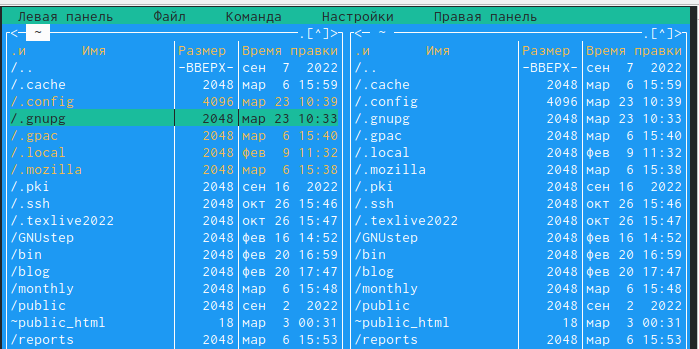 Левая панель Файл Команда Настройки Правая панель
<─ ~ ─.[^]> <─ ~ ─.[^]>
.и Имя Размер Время правки .и Имя Размер Время правки
/.. -ВВЕРХ- сен 7 2022 /.. -ВВЕРХ- сен 7 2022
/.cache 2048 мар 6 15:59 /.cache 2048 мар 6 15:59
/.config 4096 мар 23 10:39 /.config 4096 мар 23 10:39
/.gnupg 2048 мар 23 10:33 /.gnupg 2048 мар 23 10:33
/.gpac 2048 мар 6 15:40 /.gpac 2048 мар 6 15:40
/.local 2048 фев 9 11:32 /.local 2048 фев 9 11:32
/.mozilla 2048 мар 6 15:38 /.mozilla 2048 мар 6 15:38
/.pki 2048 сен 16 2022 /.pki 2048 сен 16 2022
/.ssh 2048 окт 26 15:46 /.ssh 2048 окт 26 15:46
/.texlive2022 2048 окт 26 15:47 /.texlive2022 2048 окт 26 15:47
/GNUstep 2048 фев 16 14:52 /GNUstep 2048 фев 16 14:52
/bin 2048 фев 20 16:59 /bin 2048 фев 20 16:59
/blog 2048 фев 20 17:47 /blog 2048 фев 20 17:47
/monthly 2048 мар 6 15:48 /monthly 2048 мар 6 15:48
/public 2048 сен 2 2022 /public 2048 сен 2 2022
~public_html 18 мар 3 00:31 ~public_html 18 мар 3 00:31
/reports 2048 мар 6 15:53 /reports 2048 мар 6 15:53